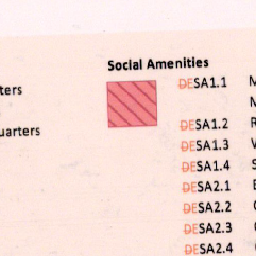 Social Amenities
ters
uarters
DESA1.1 M
N
DESA1.2 R
DESA1.3 V
DESA1.4 S
DESA2.1 E
DESA2.2
DESA2.3
DESA2.4